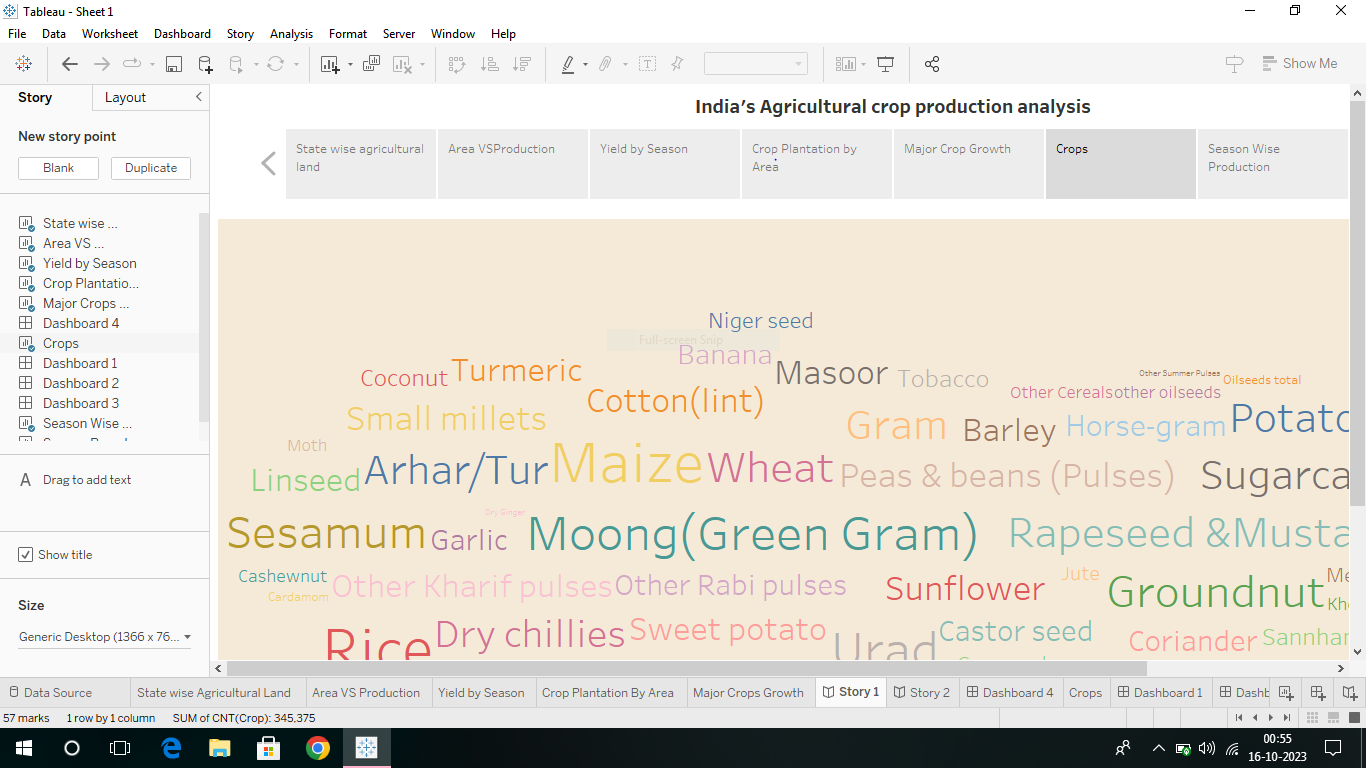 Tableau - Sheet 1
File Data Worksheet Dashboard Story Analysis Format Server Window Help
Show Me
Story Layout
New story point
Blank Duplicate
State wise ...
Area VS ...
Yield by Season
Crop Plantatio...
Major Crops ...
Dashboard 4
Crops
Dashboard 1
Dashboard 2
Dashboard 3
Season Wise ...
A Drag to add text
Show title
Size
Generic Desktop (1366 x 76...
India's Agricultural crop production analysis
State wise agricultural
land
Area VSProduction
Yield by Season
Crop Plantation by
Area
Major Crop Growth
Crops
Season Wise
Production
Niger seed
Full-screen Snip
Banana
Coconut Turmeric Masoor Tobacco Other Summer Pulses Oilseeds total
Other Cereals other oilseeds
Small millets Cotton(lint) Gram Barley Horse-gram Potato
Moth
Linseed Arhar/Tur Maize Wheat Peas & beans (Pulses) Sugarca
Dry Ginger
Sesamum Garlic Moong(Green Gram) Rapeseed &Musta
Cashewnut Other Kharif pulses Other Rabi pulses Sunflower Jute Groundnut Me
Cardamom Kh
Rice Dry chillies Sweet potato Urad Castor seed Coriander Sannhar
Data Source State wise Agricultural Land Area VS Production Yield by Season Crop Plantation By Area Major Crops Growth Story 1 Story 2 Dashboard 4 Crops Dashboard 1 Dashb
57 marks 1 row by 1 column SUM of CNT(Crop): 345,375
00:55
16-10-2023